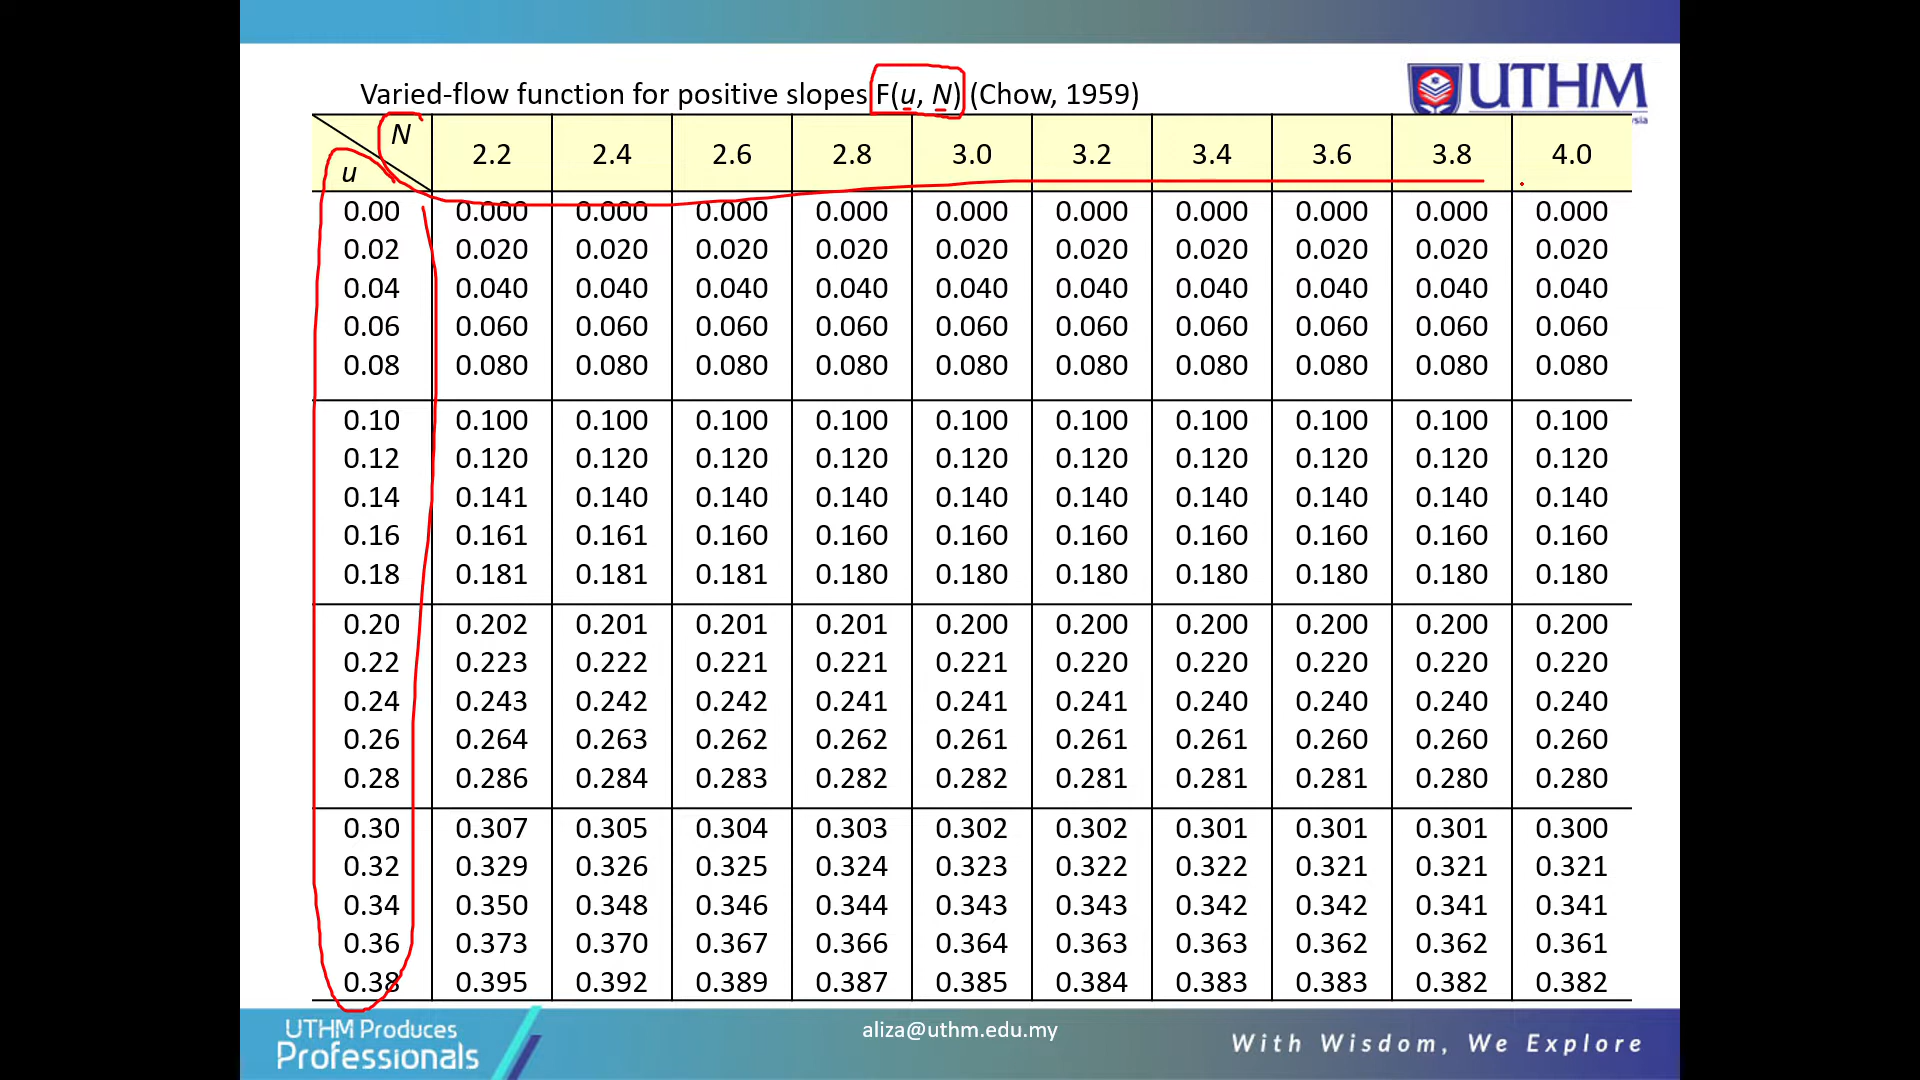 Varied-flow function for positive slopes F(u, N) (Chow, 1959)
UTHM
sia
N 2.2 2.4 2.6 2.8 3.0 3.2 3.4 3.6 3.8 4.0
u
0.00 0.000 0.000 0.000 0.000 0.000 0.000 0.000 0.000 0.000 0.000
0.02 0.020 0.020 0.020 0.020 0.020 0.020 0.020 0.020 0.020 0.020
0.04 0.040 0.040 0.040 0.040 0.040 0.040 0.040 0.040 0.040 0.040
0.06 0.060 0.060 0.060 0.060 0.060 0.060 0.060 0.060 0.060 0.060
0.08 0.080 0.080 0.080 0.080 0.080 0.080 0.080 0.080 0.080 0.080
0.10 0.100 0.100 0.100 0.100 0.100 0.100 0.100 0.100 0.100 0.100
0.12 0.120 0.120 0.120 0.120 0.120 0.120 0.120 0.120 0.120 0.120
0.14 0.141 0.140 0.140 0.140 0.140 0.140 0.140 0.140 0.140 0.140
0.16 0.161 0.161 0.160 0.160 0.160 0.160 0.160 0.160 0.160 0.160
0.18 0.181 0.181 0.181 0.180 0.180 0.180 0.180 0.180 0.180 0.180
0.20 0.202 0.201 0.201 0.201 0.200 0.200 0.200 0.200 0.200 0.200
0.22 0.223 0.222 0.221 0.221 0.221 0.220 0.220 0.220 0.220 0.220
0.24 0.243 0.242 0.242 0.241 0.241 0.241 0.240 0.240 0.240 0.240
0.26 0.264 0.263 0.262 0.262 0.261 0.261 0.261 0.260 0.260 0.260
0.28 0.286 0.284 0.283 0.282 0.282 0.281 0.281 0.281 0.280 0.280
0.30 0.307 0.305 0.304 0.303 0.302 0.302 0.301 0.301 0.301 0.300
0.32 0.329 0.326 0.325 0.324 0.323 0.322 0.322 0.321 0.321 0.321
0.34 0.350 0.348 0.346 0.344 0.343 0.343 0.342 0.342 0.341 0.341
0.36 0.373 0.370 0.367 0.366 0.364 0.363 0.363 0.362 0.362 0.361
0.38 0.395 0.392 0.389 0.387 0.385 0.384 0.383 0.383 0.382 0.382
UTHM Produces
Professionals
aliza@uthm.edu.my
With Wisdom, We Explore